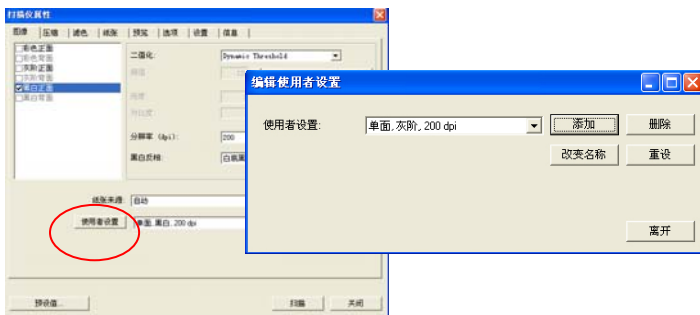 扫描仪属性
图像 压缩 滤色 纸张 预览 选项 设置 信息
彩色正面
彩色背面
灰阶正面
灰阶背面
黑白正面
黑白背面
二值化: Dynamic Threshold
分辨率 (dpi): 200
黑白反相: 白底黑
纸张来源 自动
使用者设置 单面, 黑白, 200 dpi
预设值... 扫描 关闭
编辑使用者设置
使用者设置: 单面, 灰阶, 200 dpi 添加 删除
改变名称 重设
离开